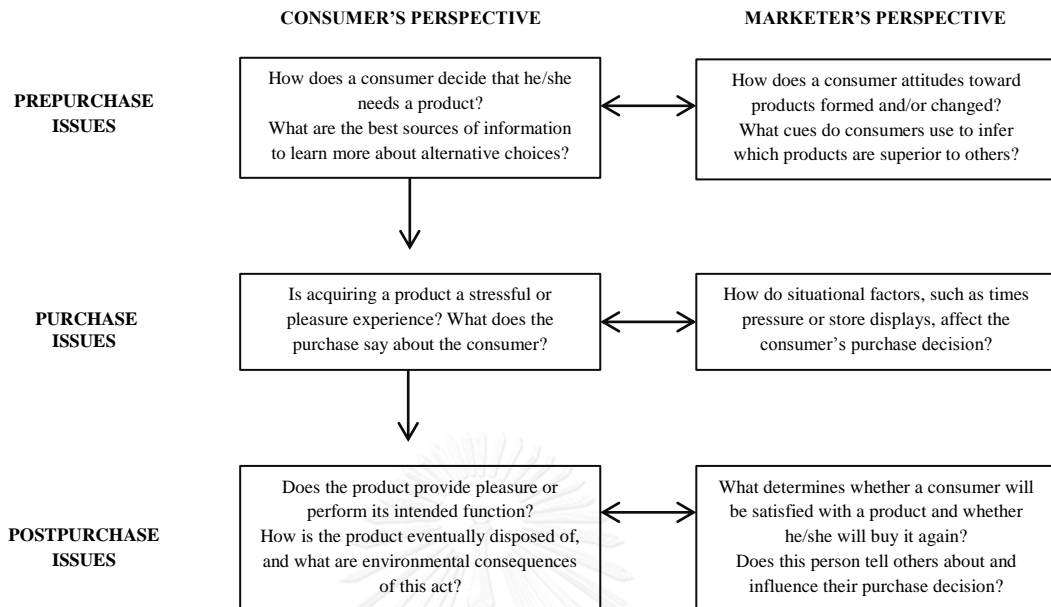 CONSUMER’S PERSPECTIVE
MARKETER’S PERSPECTIVE
PREPURCHASE
ISSUES
How does a consumer decide that he/she
needs a product?
What are the best sources of information
to learn more about alternative choices?
How does a consumer attitudes toward
products formed and/or changed?
What cues do consumers use to infer
which products are superior to others?
PURCHASE
ISSUES
Is acquiring a product a stressful or
pleasure experience? What does the
purchase say about the consumer?
How do situational factors, such as times
pressure or store displays, affect the
consumer’s purchase decision?
POSTPURCHASE
ISSUES
Does the product provide pleasure or
perform its intended function?
How is the product eventually disposed of,
and what are environmental consequences
of this act?
What determines whether a consumer will
be satisfied with a product and whether
he/she will buy it again?
Does this person tell others about and
influence their purchase decision?